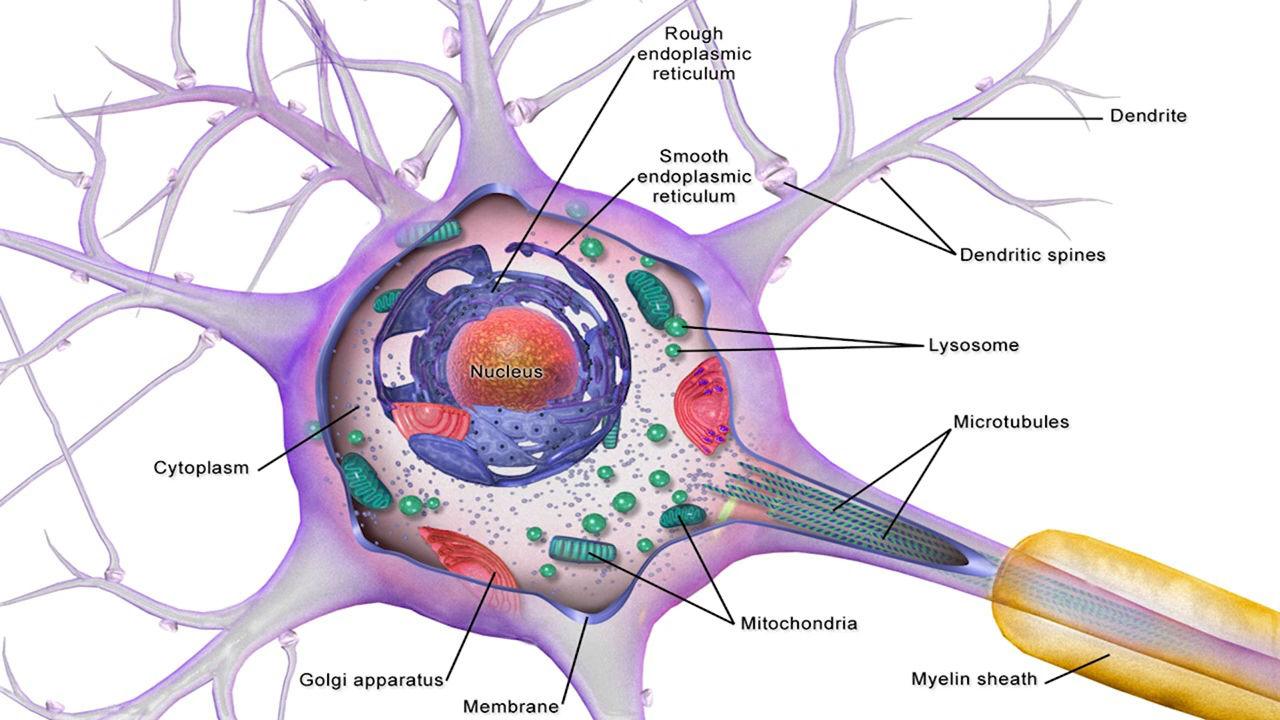 Rough
endoplasmic
reticulum
Dendrite
Smooth
endoplasmic
reticulum
Dendritic spines
Lysosome
Nucleus
Microtubules
Cytoplasm
Mitochondria
Golgi apparatus
Myelin sheath
Membrane